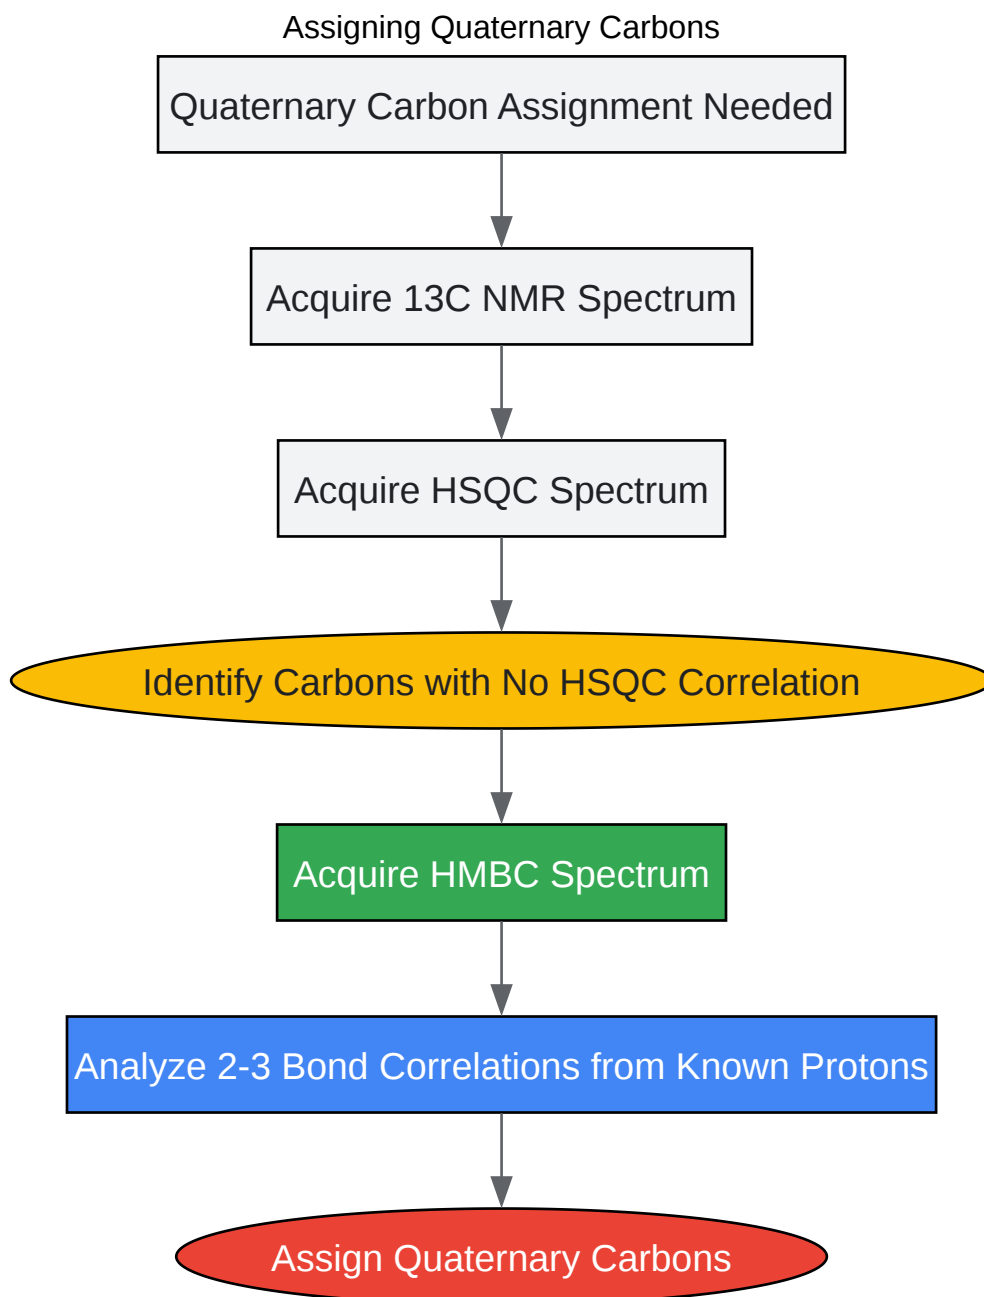 Assigning Quaternary Carbons
Quaternary Carbon Assignment Needed
Acquire 13C NMR Spectrum
Acquire HSQC Spectrum
Identify Carbons with No HSQC Correlation
Acquire HMBC Spectrum
Analyze 2-3 Bond Correlations from Known Protons
Assign Quaternary Carbons